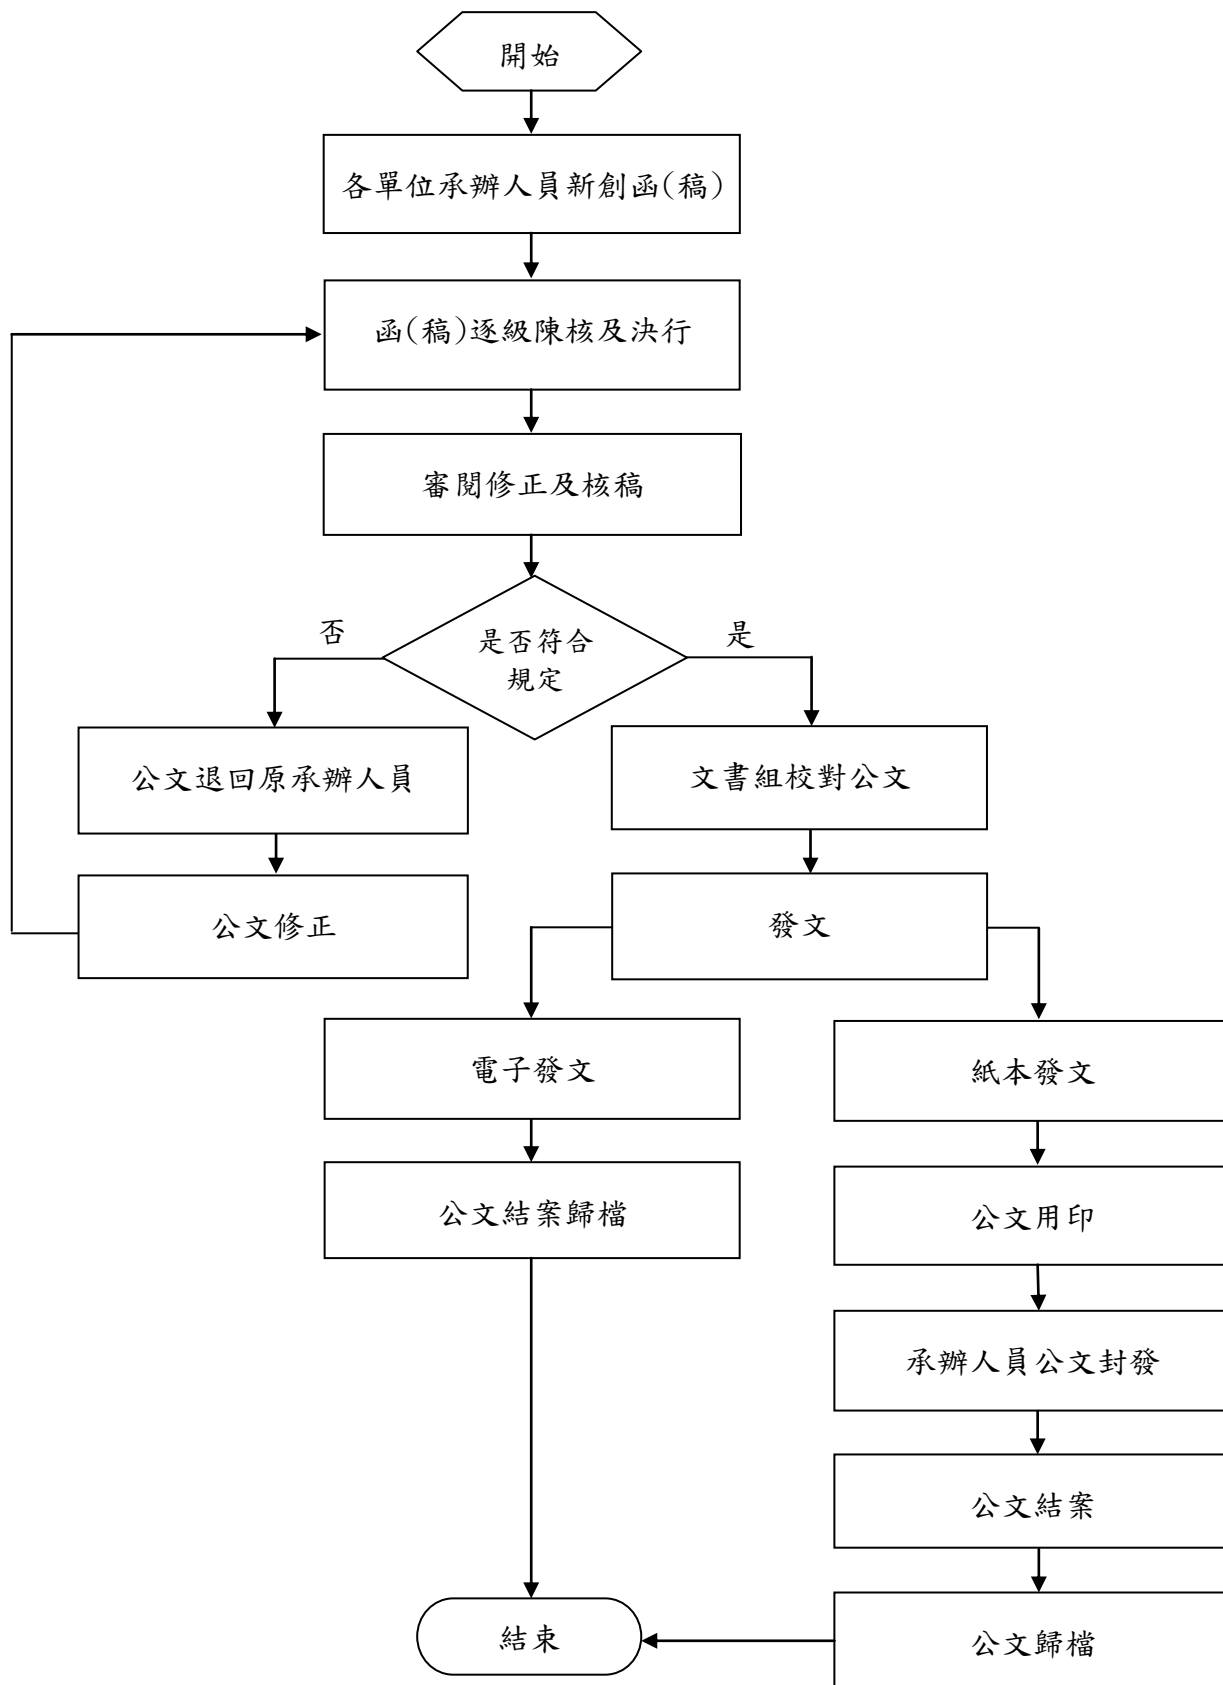 開始
各單位承辦人員新創函(稿)
函(稿)逐級陳核及決行
審閱修正及核稿
是否符合
規定
否
是
公文退回原承辦人員
文書組校對公文
公文修正
發文
電子發文
紙本發文
公文結案歸檔
公文用印
承辦人員公文封發
公文結案
結束
公文歸檔